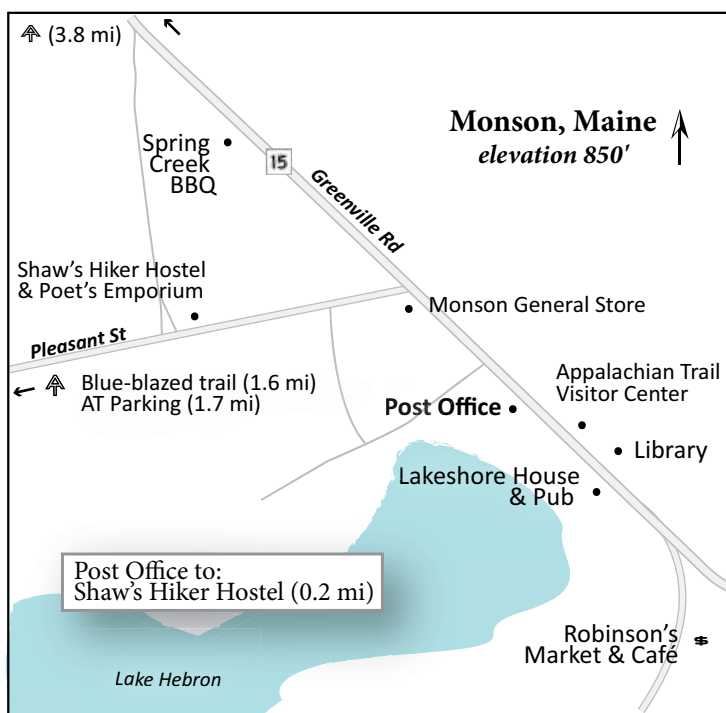 (3.8 mi)
Monson, Maine
elevation 850'
Spring
Creek
BBQ
15
Greenville Rd
Shaw's Hiker Hostel
& Poet's Emporium
Monson General Store
Pleasant St
Blue-blazed trail (1.6 mi)
AT Parking (1.7 mi)
Appalachian Trail
Visitor Center
Post Office
Library
Lakeshore House
& Pub
Post Office to:
Shaw's Hiker Hostel (0.2 mi)
Robinson's
Market & Café
$
Lake Hebron